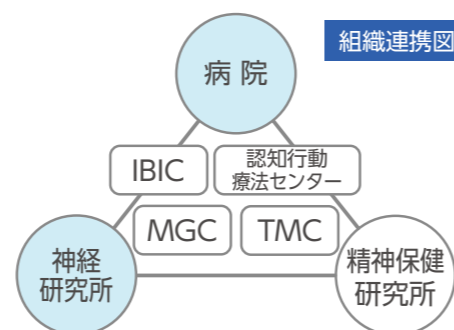 組織連携図
病院
IBIC
認知行動
療法センター
MGC
TMC
神経
研究所
精神保健
研究所